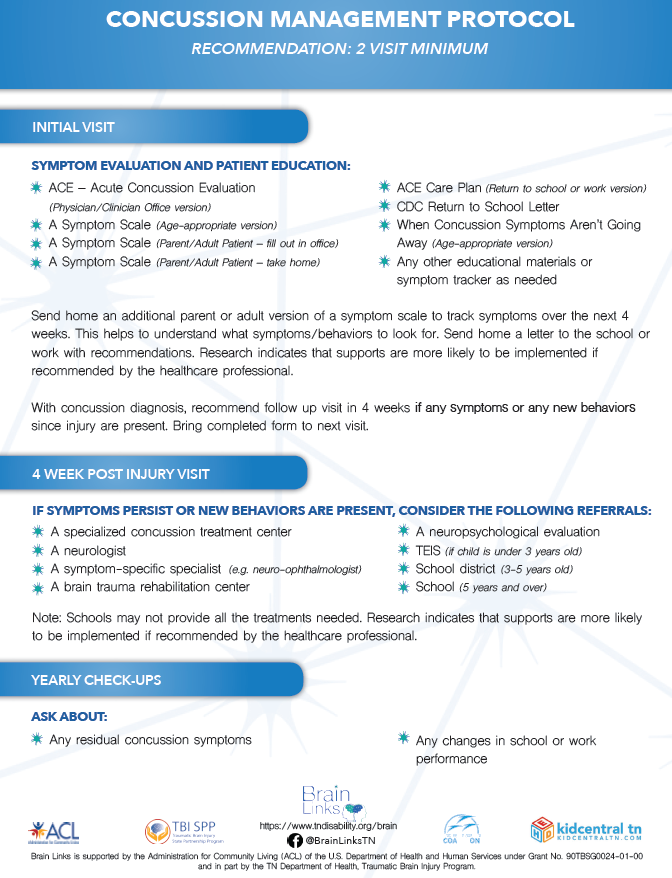 CONCUSSION MANAGEMENT PROTOCOL
RECOMMENDATION: 2 VISIT MINIMUM
INITIAL VISIT
SYMPTOM EVALUATION AND PATIENT EDUCATION:
ACE – Acute Concussion Evaluation
(Physician/Clinician Office version)
A Symptom Scale (Age-appropriate version)
A Symptom Scale (Parent/Adult Patient – fill out in office)
A Symptom Scale (Parent/Adult Patient – take home)
ACE Care Plan (Return to school or work version)
CDC Return to School Letter
When Concussion Symptoms Aren't Going
Away (Age-appropriate version)
Any other educational materials or
symptom tracker as needed
Send home an additional parent or adult version of a symptom scale to track symptoms over the next 4
weeks. This helps to understand what symptoms/behaviors to look for. Send home a letter to the school or
work with recommendations. Research indicates that supports are more likely to be implemented if
recommended by the healthcare professional.
With concussion diagnosis, recommend follow up visit in 4 weeks if any symptoms or any new behaviors
since injury are present. Bring completed form to next visit.
4 WEEK POST INJURY VISIT
IF SYMPTOMS PERSIST OR NEW BEHAVIORS ARE PRESENT, CONSIDER THE FOLLOWING REFERRALS:
A specialized concussion treatment center
A neurologist
A symptom-specific specialist (e.g. neuro-ophthalmologist)
A brain trauma rehabilitation center
A neuropsychological evaluation
TEIS (if child is under 3 years old)
School district (3-5 years old)
School (5 years and over)
Note: Schools may not provide all the treatments needed. Research indicates that supports are more likely
to be implemented if recommended by the healthcare professional.
YEARLY CHECK-UPS
ASK ABOUT:
Any residual concussion symptoms
Any changes in school or work
performance
Brain
Links
ACL
Administration for Community Living
TBI SPP
Traumatic Brain Injury
State Partnership Program
https://www.tndisability.org/brain
@BrainLinksTN
COA ON
kidcentral tn
KIDCENTRALTN.COM
Brain Links is supported by the Administration for Community Living (ACL) of the U.S. Department of Health and Human Services under Grant No. 90TBSG0024-01-00
and in part by the TN Department of Health, Traumatic Brain Injury Program.